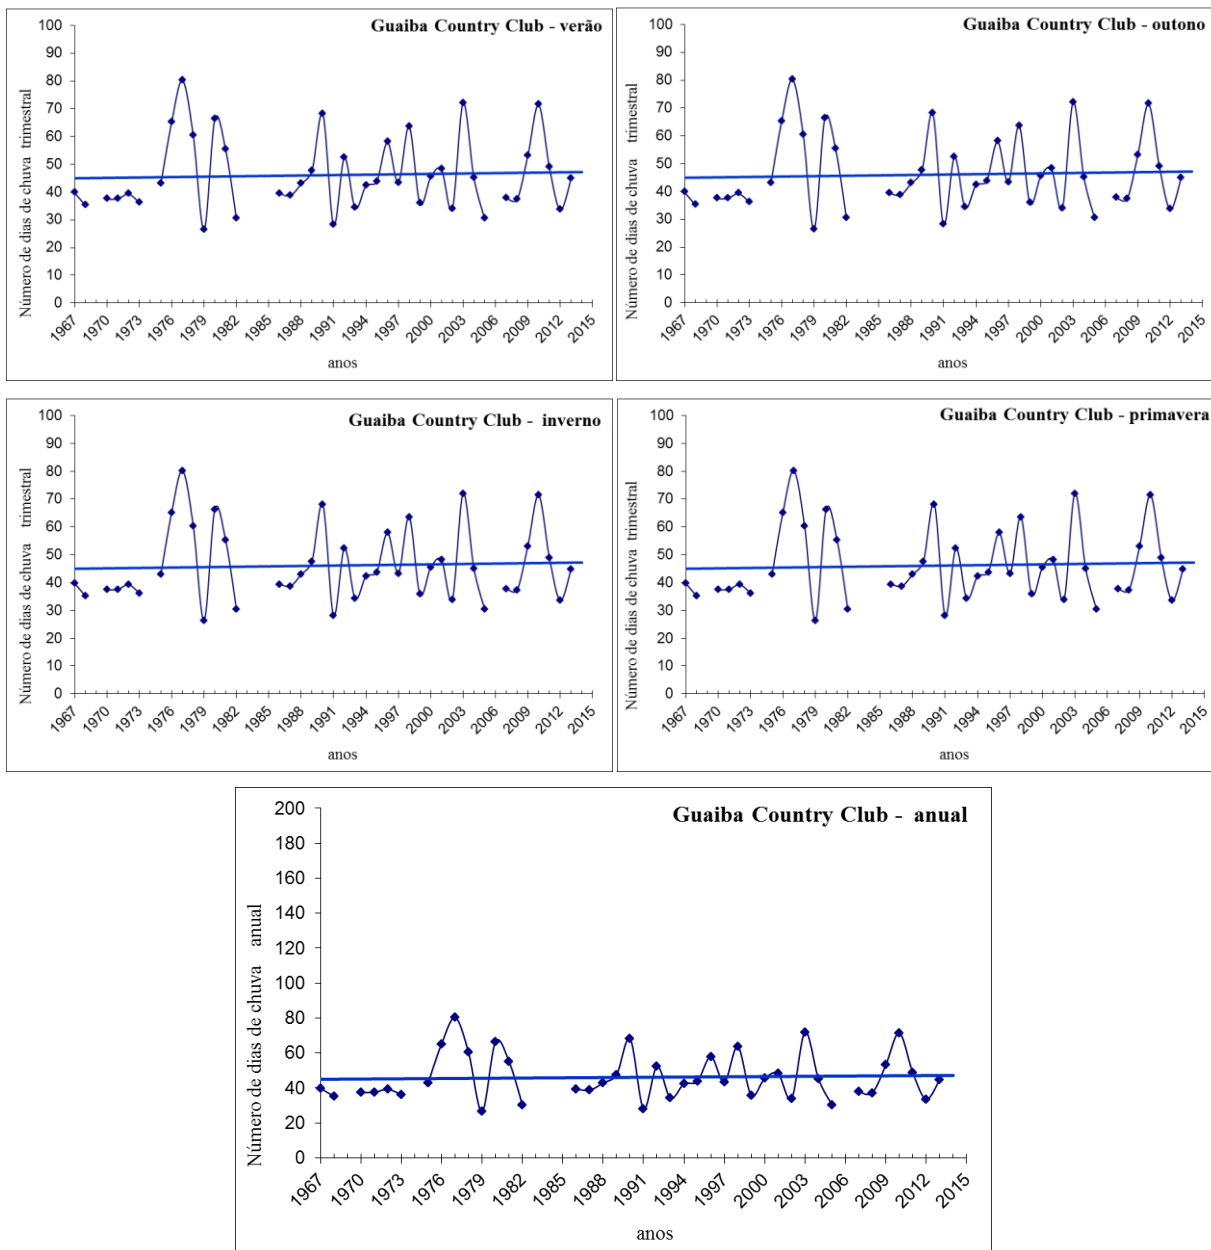 Guaiba Country Club - verão
Número de dias de chuva trimestral
100
90
80
70
60
50
40
30
20
10
0
1967 1970 1973 1976 1979 1982 1985 1988 1991 1994 1997 2000 2003 2006 2009 2012 2015
anos
Guaiba Country Club - outono
Número de dias de chuva trimestral
100
90
80
70
60
50
40
30
20
10
0
1967 1970 1973 1976 1979 1982 1985 1988 1991 1994 1997 2000 2003 2006 2009 2012 2015
anos
Guaiba Country Club - inverno
Número de dias de chuva trimestral
100
90
80
70
60
50
40
30
20
10
0
1967 1970 1973 1976 1979 1982 1985 1988 1991 1994 1997 2000 2003 2006 2009 2012 2015
anos
Guaiba Country Club - primavera
Número de dias de chuva trimestral
100
90
80
70
60
50
40
30
20
10
0
1967 1970 1973 1976 1979 1982 1985 1988 1991 1994 1997 2000 2003 2006 2009 2012 2015
anos
Guaiba Country Club - anual
Número de dias de chuva anual
200
180
160
140
120
100
80
60
40
20
0
1967 1970 1973 1976 1979 1982 1985 1988 1991 1994 1997 2000 2003 2006 2009 2012 2015
anos